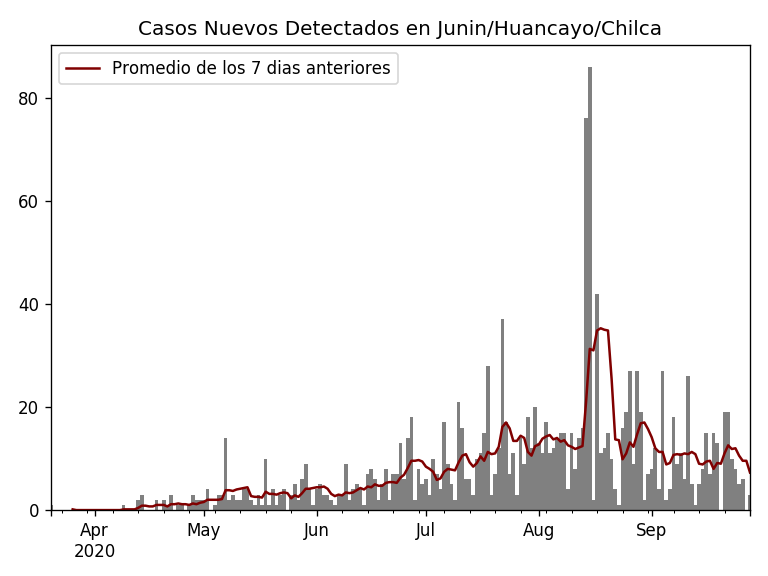 Casos Nuevos Detectados en Junin/Huancayo/Chilca
Promedio de los 7 dias anteriores
80
60
40
20
0
Apr May Jun Jul Aug Sep
2020